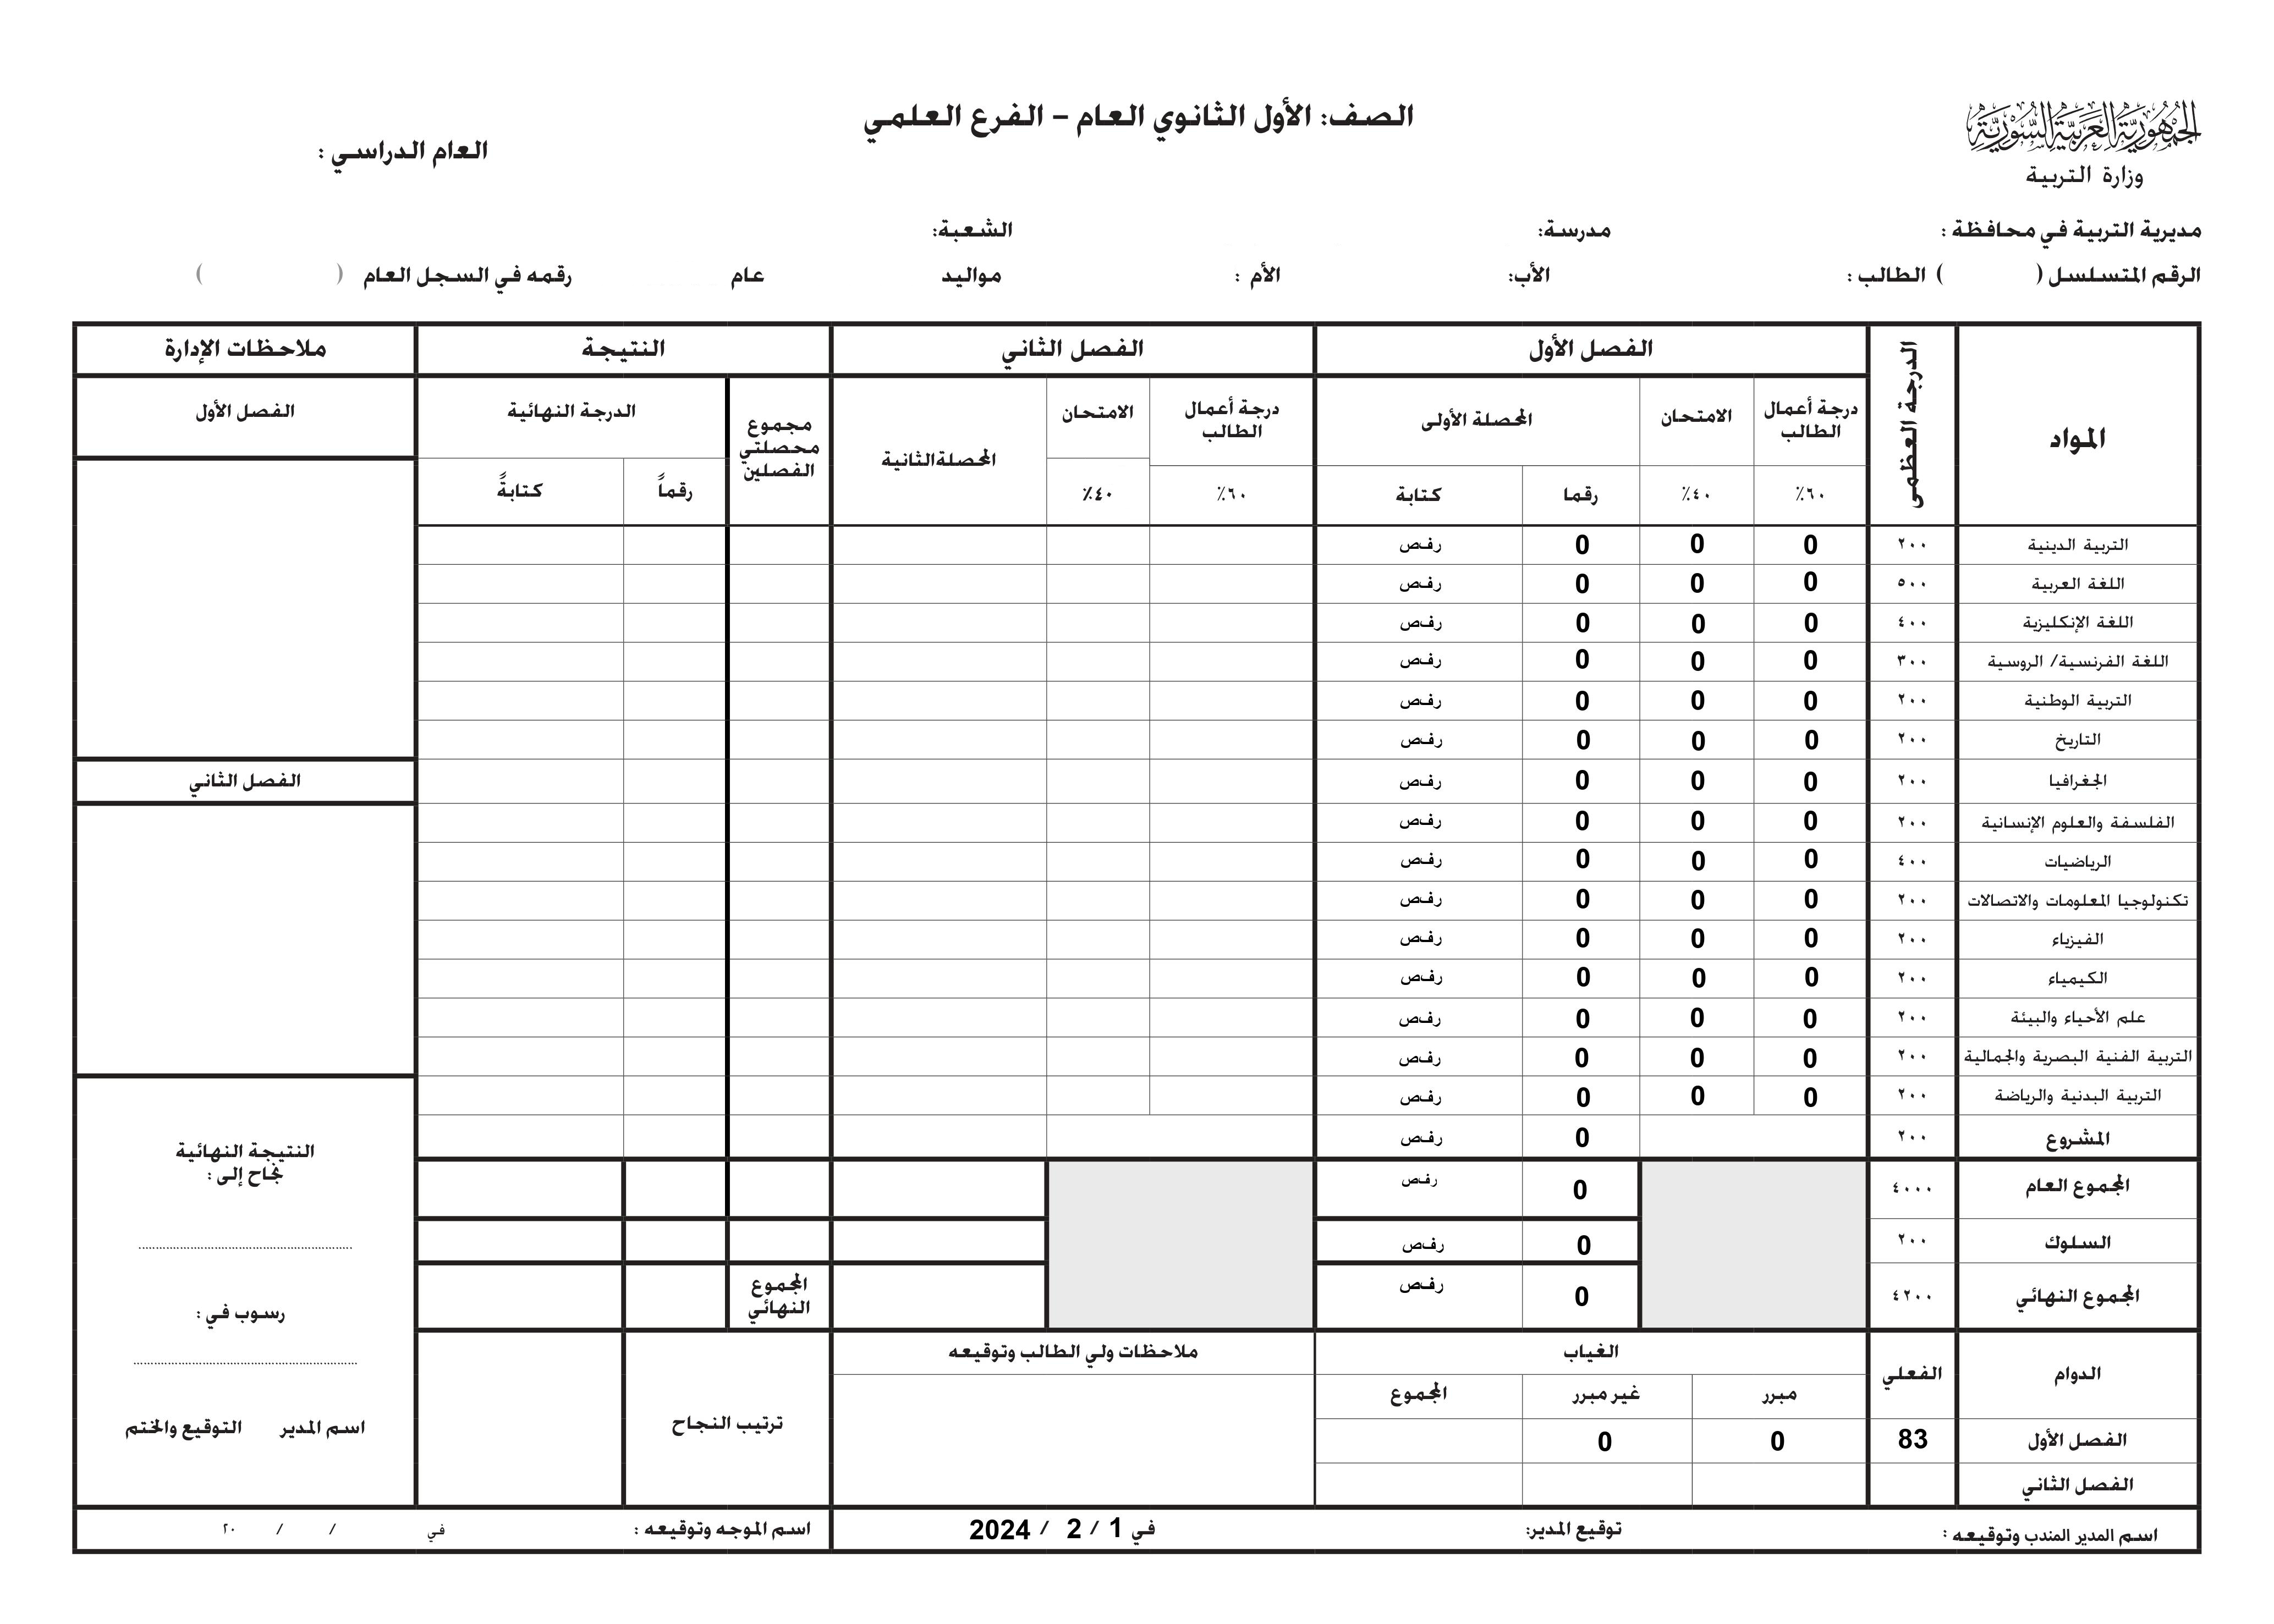 الجمهورية العربية السورية
وزارة التربية
الصف: الأول الثانوي العام – الفرع العلمي
العام الدراسي :
مديرية التربية في محافظة : مدرسة: الشعبة:
الرقم المتسلسل ( ) الطالب : الأب: الأم : مواليد عام رقمه في السجل العام ( )
المواد الدرجة العظمى الفصل الأول الفصل الثاني النتيجة ملاحظات الإدارة
درجة أعمال الطالب الامتحان المحصلة الأولى درجة أعمال الطالب الامتحان المحصلة الثانية مجموع محصلتي الفصلين الدرجة النهائية الفصل الأول
٦٠٪ ٤٠٪ رقما كتابة ٦٠٪ ٤٠٪ رقماً كتابةً
التربية الدينية ٢٠٠ 0 0 0 رفص
اللغة العربية ٥٠٠ 0 0 0 رفص
اللغة الإنكليزية ٤٠٠ 0 0 0 رفص
اللغة الفرنسية/ الروسية ٣٠٠ 0 0 0 رفص
التربية الوطنية ٢٠٠ 0 0 0 رفص
التاريخ ٢٠٠ 0 0 0 رفص
الجغرافيا ٢٠٠ 0 0 0 رفص الفصل الثاني
الفلسفة والعلوم الإنسانية ٢٠٠ 0 0 0 رفص
الرياضيات ٤٠٠ 0 0 0 رفص
تكنولوجيا المعلومات والاتصالات ٢٠٠ 0 0 0 رفص
الفيزياء ٢٠٠ 0 0 0 رفص
الكيمياء ٢٠٠ 0 0 0 رفص
علم الأحياء والبيئة ٢٠٠ 0 0 0 رفص
التربية الفنية البصرية والجمالية ٢٠٠ 0 0 0 رفص
التربية البدنية والرياضة ٢٠٠ 0 0 0 رفص
المشروع ٢٠٠ 0 رفص
النتيجة النهائية
نجاح إلى :
المجموع العام ٤٠٠٠ 0 رفص
السلوك ٢٠٠ 0 رفص
المجموع النهائي ٤٢٠٠ 0 رفص المجموع النهائي
رسوب في :
الدوام الفعلي الغياب ملاحظات ولي الطالب وتوقيعه
مبرر غير مبرر المجموع ترتيب النجاح
اسم المدير التوقيع والختم
الفصل الأول 83 0 0
الفصل الثاني
اسم المدير المندب وتوقيعه : توقيع المدير: في 1 / 2 / 2024 اسم الموجه وتوقيعه : في / / ٢٠